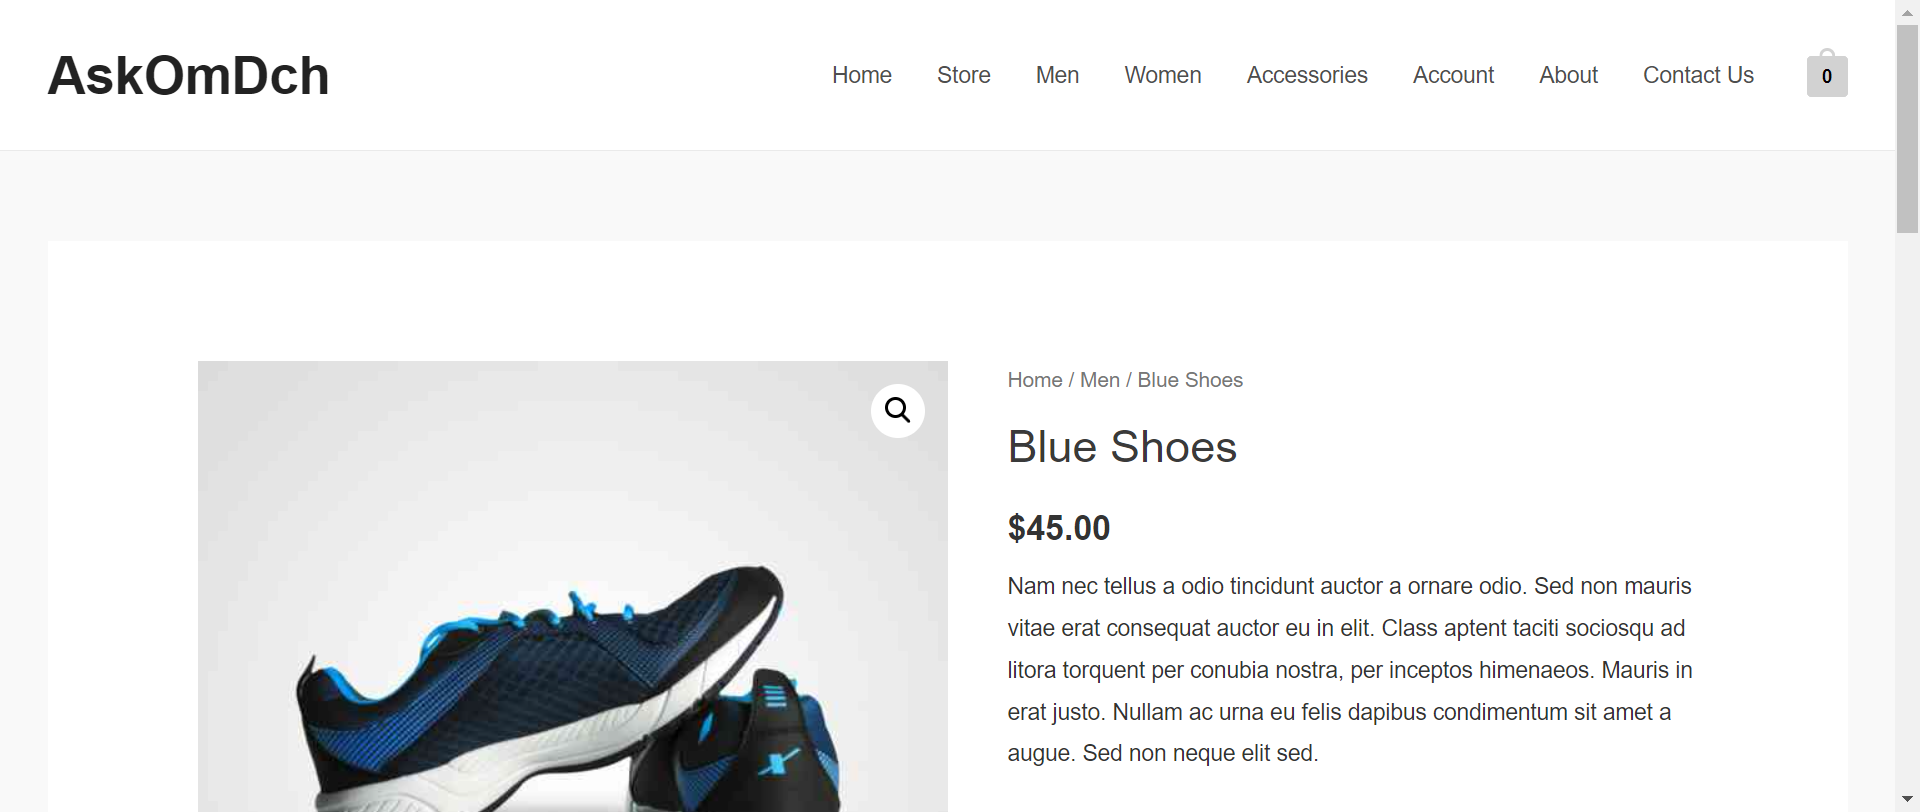 AskOmDch
Home Store Men Women Accessories Account About Contact Us 0
Home / Men / Blue Shoes
Blue Shoes
$45.00
Nam nec tellus a odio tincidunt auctor a ornare odio. Sed non mauris
vitae erat consequat auctor eu in elit. Class aptent taciti sociosqu ad
litora torquent per conubia nostra, per inceptos himenaeos. Mauris in
erat justo. Nullam ac urna eu felis dapibus condimentum sit amet a
augue. Sed non neque elit sed.